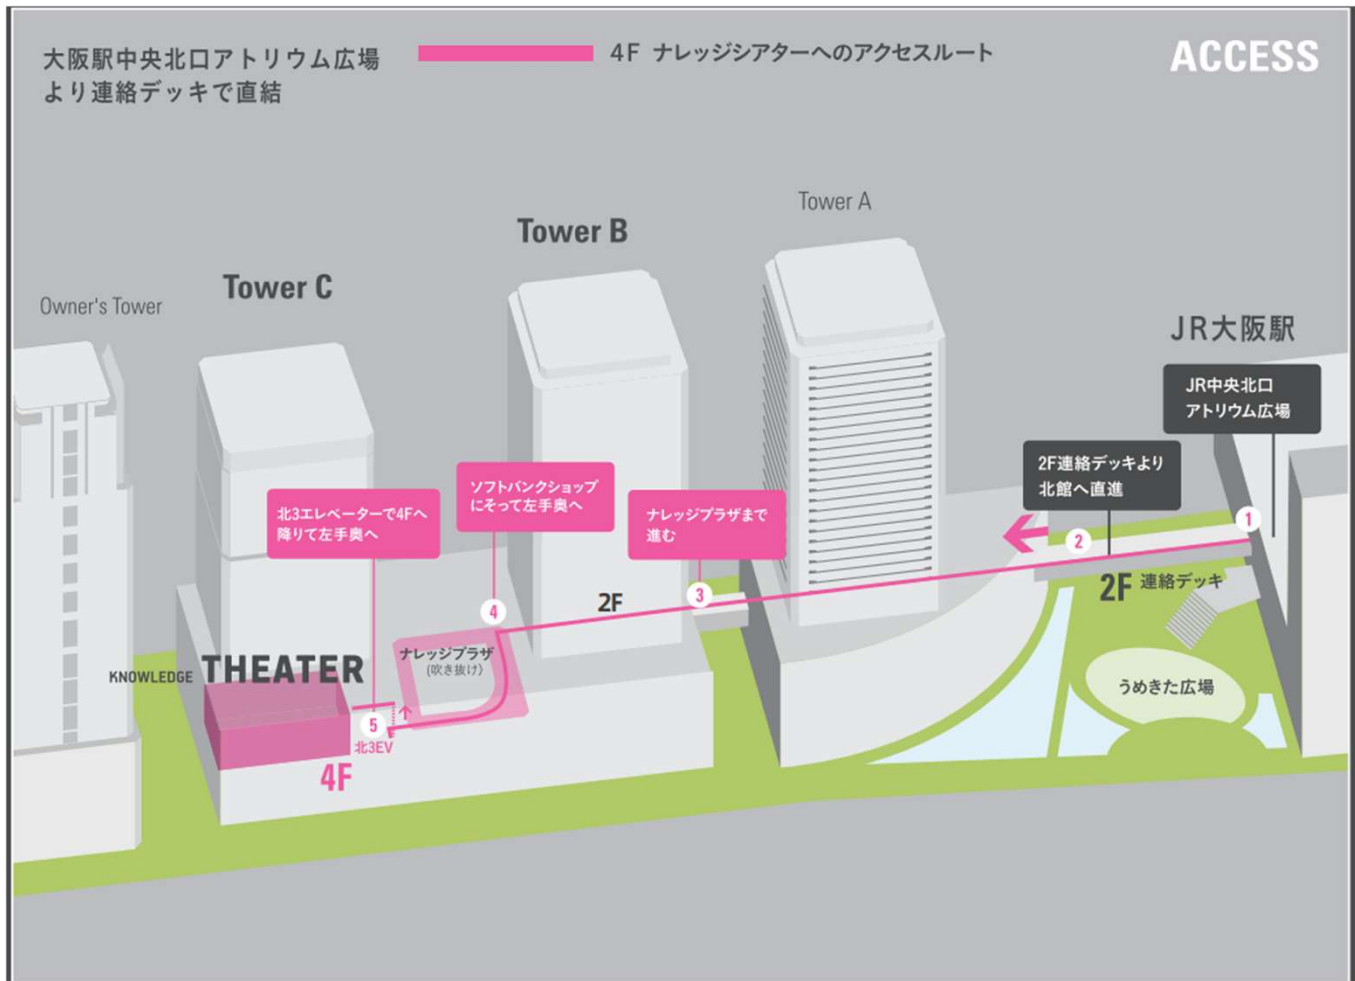 大阪駅中央北口アトリウム広場
より連絡デッキで直結
4F ナレッジシアターへのアクセスルート
ACCESS
Tower A
Tower B
Tower C
Owner's Tower
JR大阪駅
JR中央北口
アトリウム広場
2F連絡デッキより
北館へ直進
ソフトバンクショップ
にそって左手奥へ
ナレッジプラザまで
進む
北3エレベーターで4Fへ
降りて左手奥へ
1
2
2F 連絡デッキ
3
2F
4
ナレッジプラザ
(吹き抜け)
KNOWLEDGE THEATER
うめきた広場
5
北3EV
4F